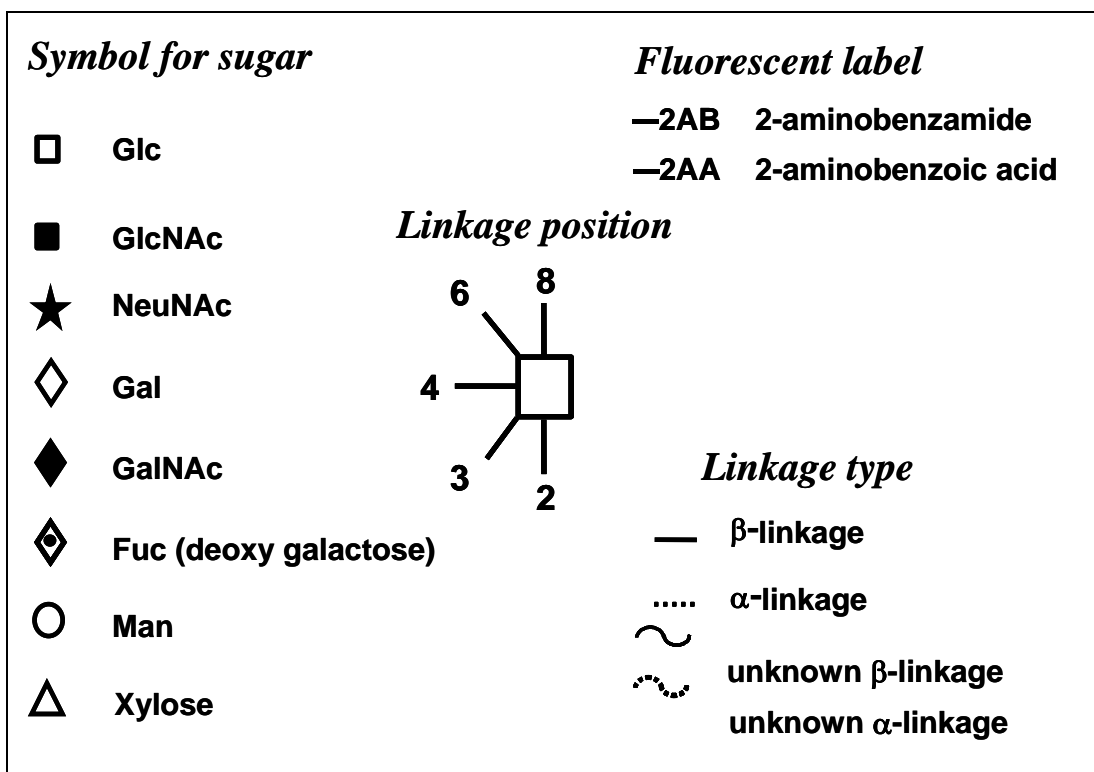 Symbol for sugar
Glc
GlcNAc
NeuNAc
Gal
GalNAc
Fuc (deoxy galactose)
Man
Xylose
Fluorescent label
—2AB 2-aminobenzamide
—2AA 2-aminobenzoic acid
Linkage position
8
6
4
3
2
Linkage type
β-linkage
α-linkage
unknown β-linkage
unknown α-linkage